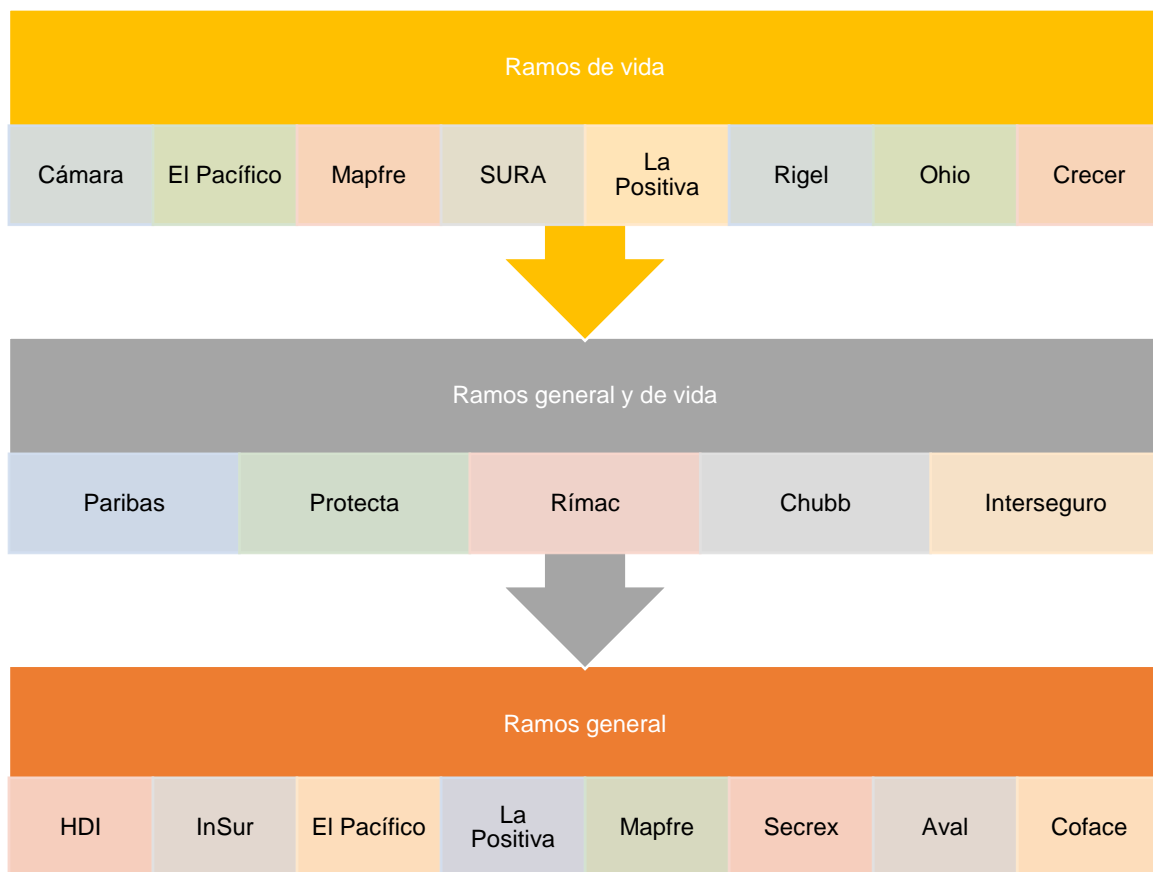 Ramos de vida
Cámara
El Pacífico
Mapfre
SURA
La
Positiva
Rigel
Ohio
Crecer
Ramos general y de vida
Paribas
Protecta
Rímac
Chubb
Interseguro
Ramos general
HDI
InSur
El Pacífico
La
Positiva
Mapfre
Secrex
Aval
Coface